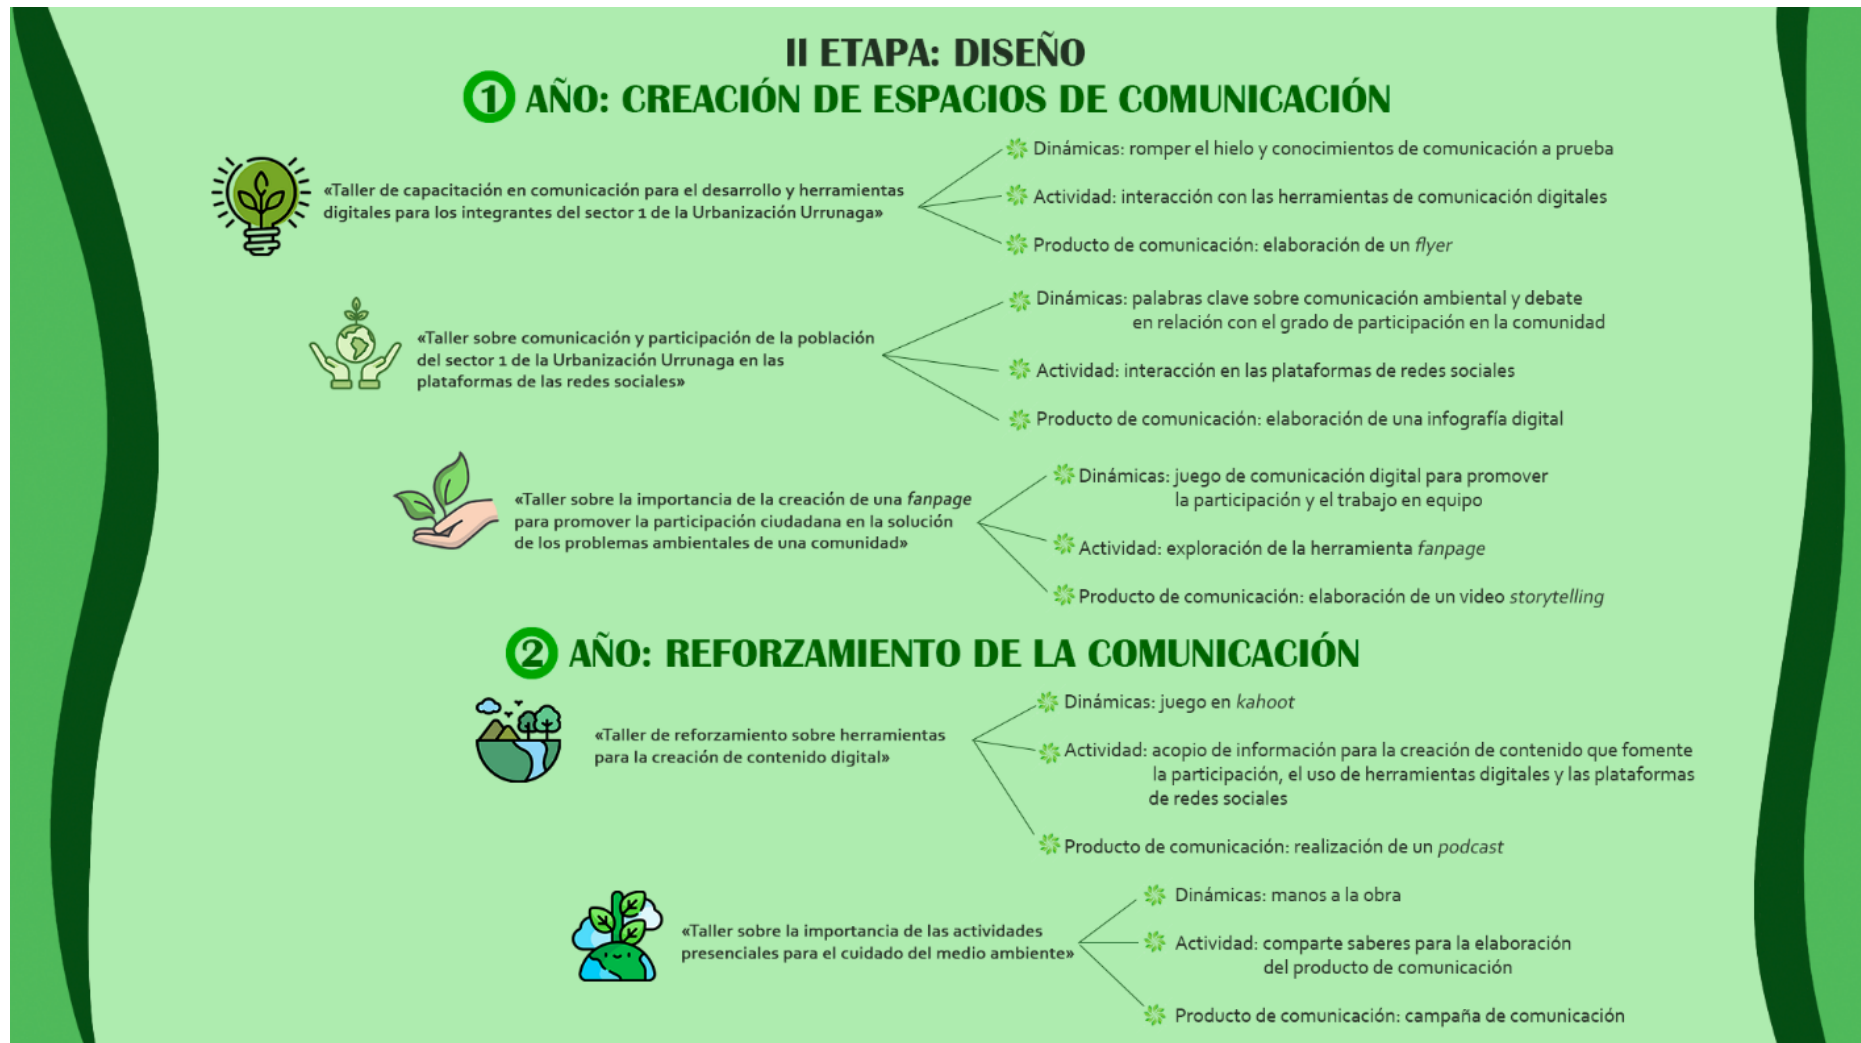 II ETAPA: DISEÑO
1 AÑO: CREACIÓN DE ESPACIOS DE COMUNICACIÓN
«Taller de capacitación en comunicación para el desarrollo y herramientas
digitales para los integrantes del sector 1 de la Urbanización Urrunaga»
Dinámicas: romper el hielo y conocimientos de comunicación a prueba
Actividad: interacción con las herramientas de comunicación digitales
Producto de comunicación: elaboración de un flyer
«Taller sobre comunicación y participación de la población
del sector 1 de la Urbanización Urrunaga en las
plataformas de las redes sociales»
Dinámicas: palabras clave sobre comunicación ambiental y debate
en relación con el grado de participación en la comunidad
Actividad: interacción en las plataformas de redes sociales
Producto de comunicación: elaboración de una infografía digital
«Taller sobre la importancia de la creación de una fanpage
para promover la participación ciudadana en la solución
de los problemas ambientales de una comunidad»
Dinámicas: juego de comunicación digital para promover
la participación y el trabajo en equipo
Actividad: exploración de la herramienta fanpage
Producto de comunicación: elaboración de un video storytelling
2 AÑO: REFORZAMIENTO DE LA COMUNICACIÓN
«Taller de reforzamiento sobre herramientas
para la creación de contenido digital»
Dinámicas: juego en kahoot
Actividad: acopio de información para la creación de contenido que fomente
la participación, el uso de herramientas digitales y las plataformas
de redes sociales
Producto de comunicación: realización de un podcast
«Taller sobre la importancia de las actividades
presenciales para el cuidado del medio ambiente»
Dinámicas: manos a la obra
Actividad: comparte saberes para la elaboración
del producto de comunicación
Producto de comunicación: campaña de comunicación